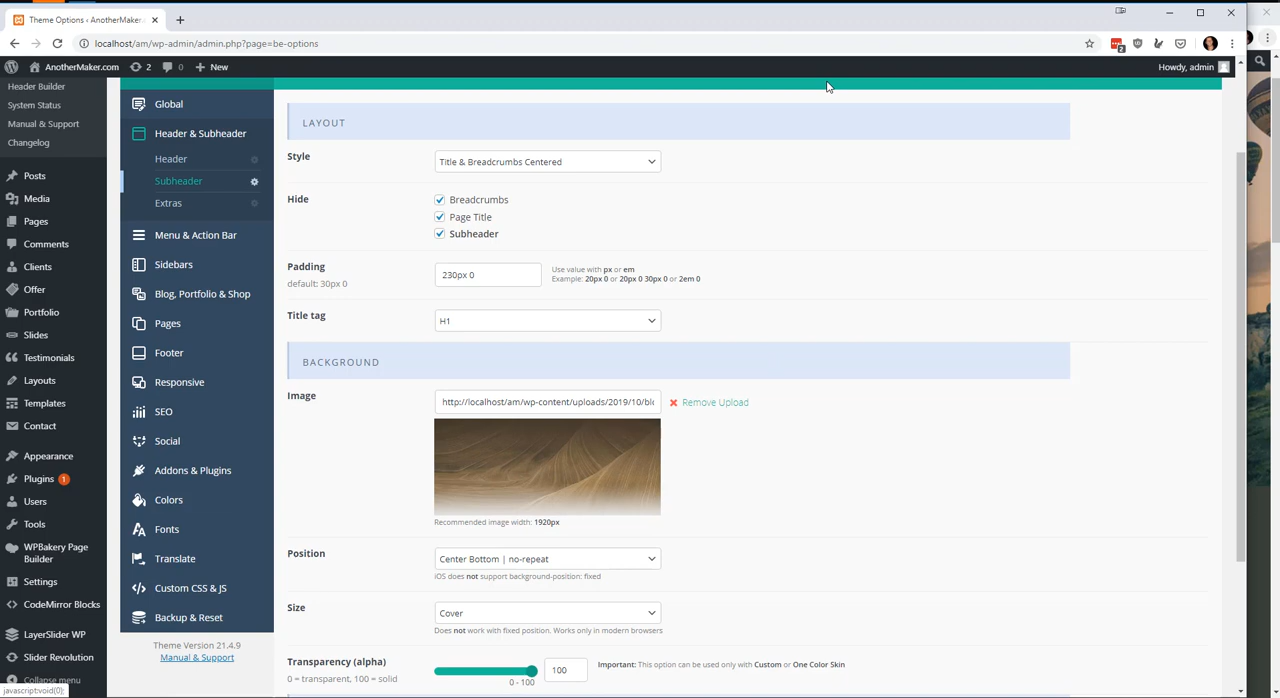 Theme Options ‹ AnotherMaker.
localhost/am/wp-admin/admin.php?page=be-options
2
AnotherMaker.com 2 0 New
Howdy, admin
Header Builder
System Status
Manual & Support
Changelog
Posts
Media
Pages
Comments
Clients
Offer
Portfolio
Slides
Testimonials
Layouts
Templates
Contact
Appearance
Plugins 1
Users
Tools
WPBakery Page
Builder
Settings
CodeMirror Blocks
LayerSlider WP
Slider Revolution
Collapse menu
javascript:void(0);
Global
Header & Subheader
Header
Subheader
Extras
Menu & Action Bar
Sidebars
Blog, Portfolio & Shop
Pages
Footer
Responsive
SEO
Social
Addons & Plugins
Colors
Fonts
Translate
Custom CSS & JS
Backup & Reset
Theme Version 21.4.9
Manual & Support
LAYOUT
Style
Title & Breadcrumbs Centered
Hide
Breadcrumbs
Page Title
Subheader
Padding
default: 30px 0
230px 0
Use value with px or em
Example: 20px 0 or 20px 0 30px 0 or 2em 0
Title tag
H1
BACKGROUND
Image
http://localhost/am/wp-content/uploads/2019/10/blo
Remove Upload
Recommended image width: 1920px
Position
Center Bottom | no-repeat
iOS does not support background-position: fixed
Size
Cover
Does not work with fixed position. Works only in modern browsers
Transparency (alpha)
0 = transparent, 100 = solid
0 - 100
100
Important: This option can be used only with Custom or One Color Skin